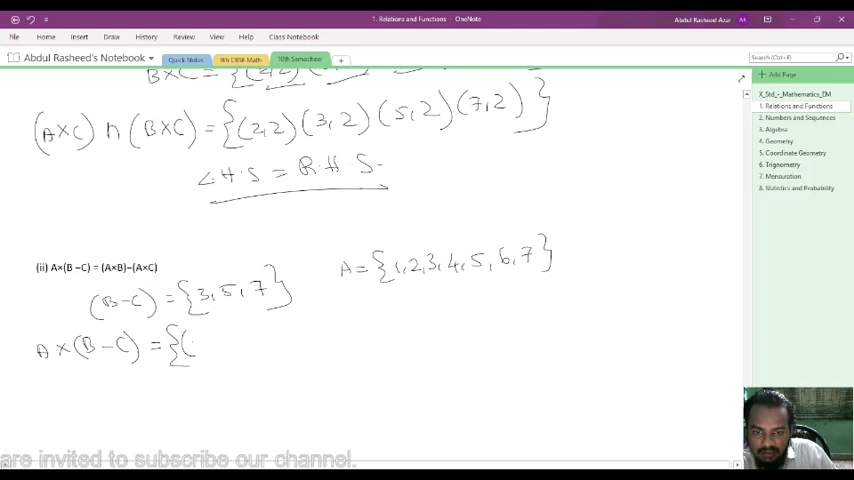 1. Relations and Functions - OneNote
Abdul Rasheed Azar
AR
File Home Insert Draw History Review View Help Class Notebook
Abdul Rasheed's Notebook
Quick Notes
9th CBSE Math
10th Samacheer
Search (Ctrl+E)
Add Page
X_Std_-_Mathematics_EM
1. Relations and Functions
2. Numbers and Sequences
3. Algebra
4. Geometry
5. Coordinate Geometry
6. Trignometry
7. Mensuration
8. Statistics and Probability
B×C = {(2,2)
(A×C) ∩ (B×C) = {(2,2) (3,2) (5,2) (7,2)}
L.H.S = R.H.S.
(ii) A×(B –C) = (A×B)–(A×C)
A = {1,2,3,4,5,6,7}
(B-C) = {3,5,7}
A×(B-C) = {(
are invited to subscribe our channel.